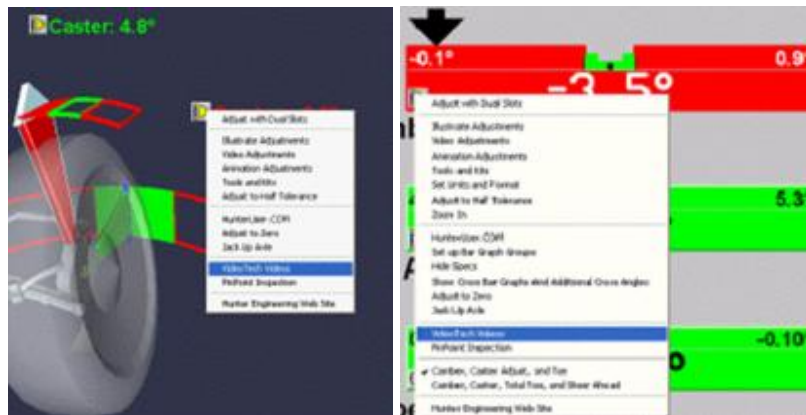 Caster: 4.8°
Adjust with Dual Slots
Illustrate Adjustments
Video Adjustments
Animation Adjustments
Tools and Kits
Adjust to Half Tolerance
HunterUser.COM
Adjust to Zero
Jack Up Axle
VideoTech Videos
PinPoint Inspection
Hunter Engineering Web Site
-0.1° 0.9°
-3.5°
Adjust with Dual Slots
Illustrate Adjustments
Video Adjustments
Animation Adjustments
Tools and Kits
Set Units and Format
Adjust to Half Tolerance
Zoom In
5.3°
HunterUser.COM
Set up Bar Graph Groups
Hide Specs
Show Cross Bar Graphs And Additional Cross Angles
Adjust to Zero
Jack Up Axle
VideoTech Videos
-0.10°
PinPoint Inspection
Camber, Caster Adjust, and Toe
Camber, Caster, Total Toe, and Steer Ahead
Hunter Engineering Web Site